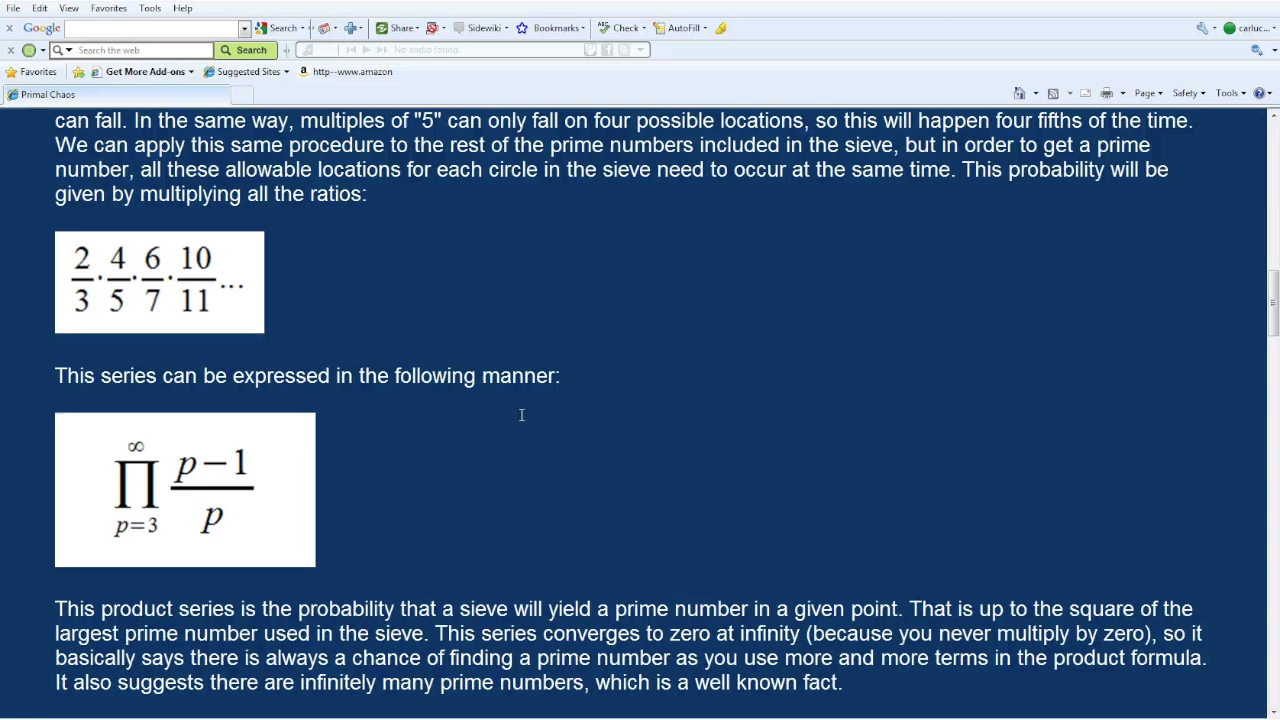 File Edit View Favorites Tools Help
x Google Search Share Sidewiki Bookmarks Check AutoFill carluc...
x Search the web Search No audio found.
Favorites Get More Add-ons Suggested Sites http--www.amazon
Primal Chaos Page Safety Tools
can fall. In the same way, multiples of "5" can only fall on four possible locations, so this will happen four fifths of the time.
We can apply this same procedure to the rest of the prime numbers included in the sieve, but in order to get a prime
number, all these allowable locations for each circle in the sieve need to occur at the same time. This probability will be
given by multiplying all the ratios:
2/3 · 4/5 · 6/7 · 10/11 ...
This series can be expressed in the following manner:
∞
∏ p−1
p=3 p
This product series is the probability that a sieve will yield a prime number in a given point. That is up to the square of the
largest prime number used in the sieve. This series converges to zero at infinity (because you never multiply by zero), so it
basically says there is always a chance of finding a prime number as you use more and more terms in the product formula.
It also suggests there are infinitely many prime numbers, which is a well known fact.